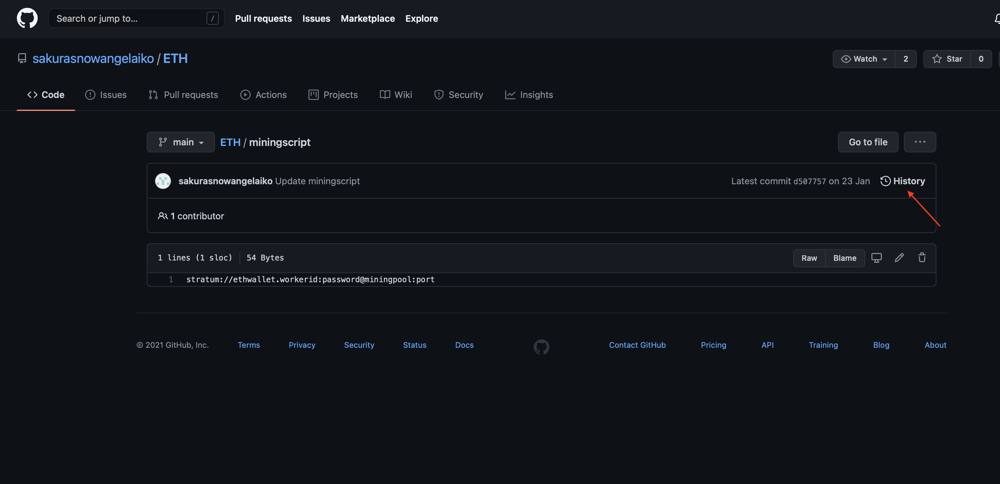 Search or jump to... / Pull requests Issues Marketplace Explore
sakurasnowangelaiko / ETH Watch 2 Star 0
Code Issues Pull requests Actions Projects Wiki Security Insights
main ETH / miningscript Go to file ...
sakurasnowangelaiko Update miningscript Latest commit d507757 on 23 Jan History
1 contributor
1 lines (1 sloc) 54 Bytes Raw Blame
1 stratum://ethwallet.workerid:password@miningpool:port
© 2021 GitHub, Inc. Terms Privacy Security Status Docs Contact GitHub Pricing API Training Blog About